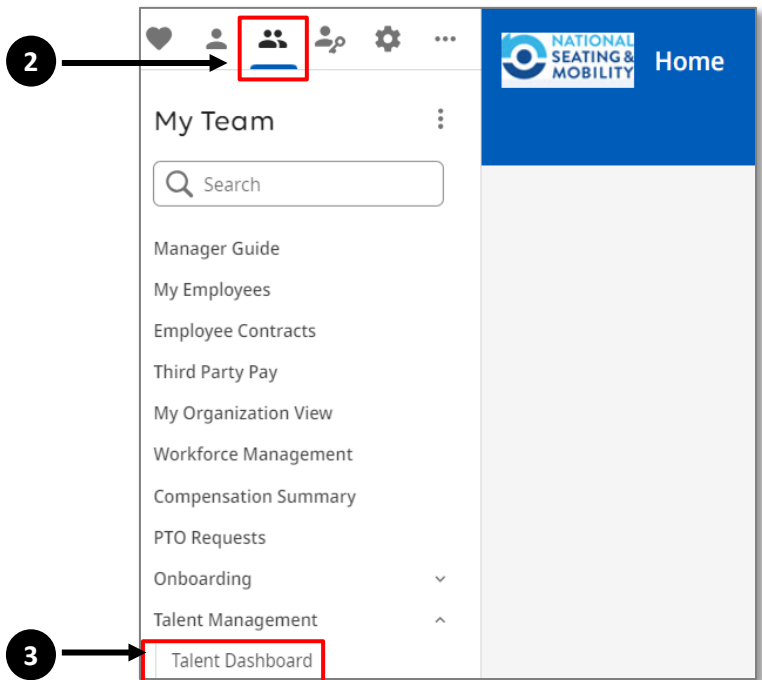 2
NATIONAL
SEATING &
MOBILITY
Home
My Team
Search
Manager Guide
My Employees
Employee Contracts
Third Party Pay
My Organization View
Workforce Management
Compensation Summary
PTO Requests
Onboarding
Talent Management
3
Talent Dashboard